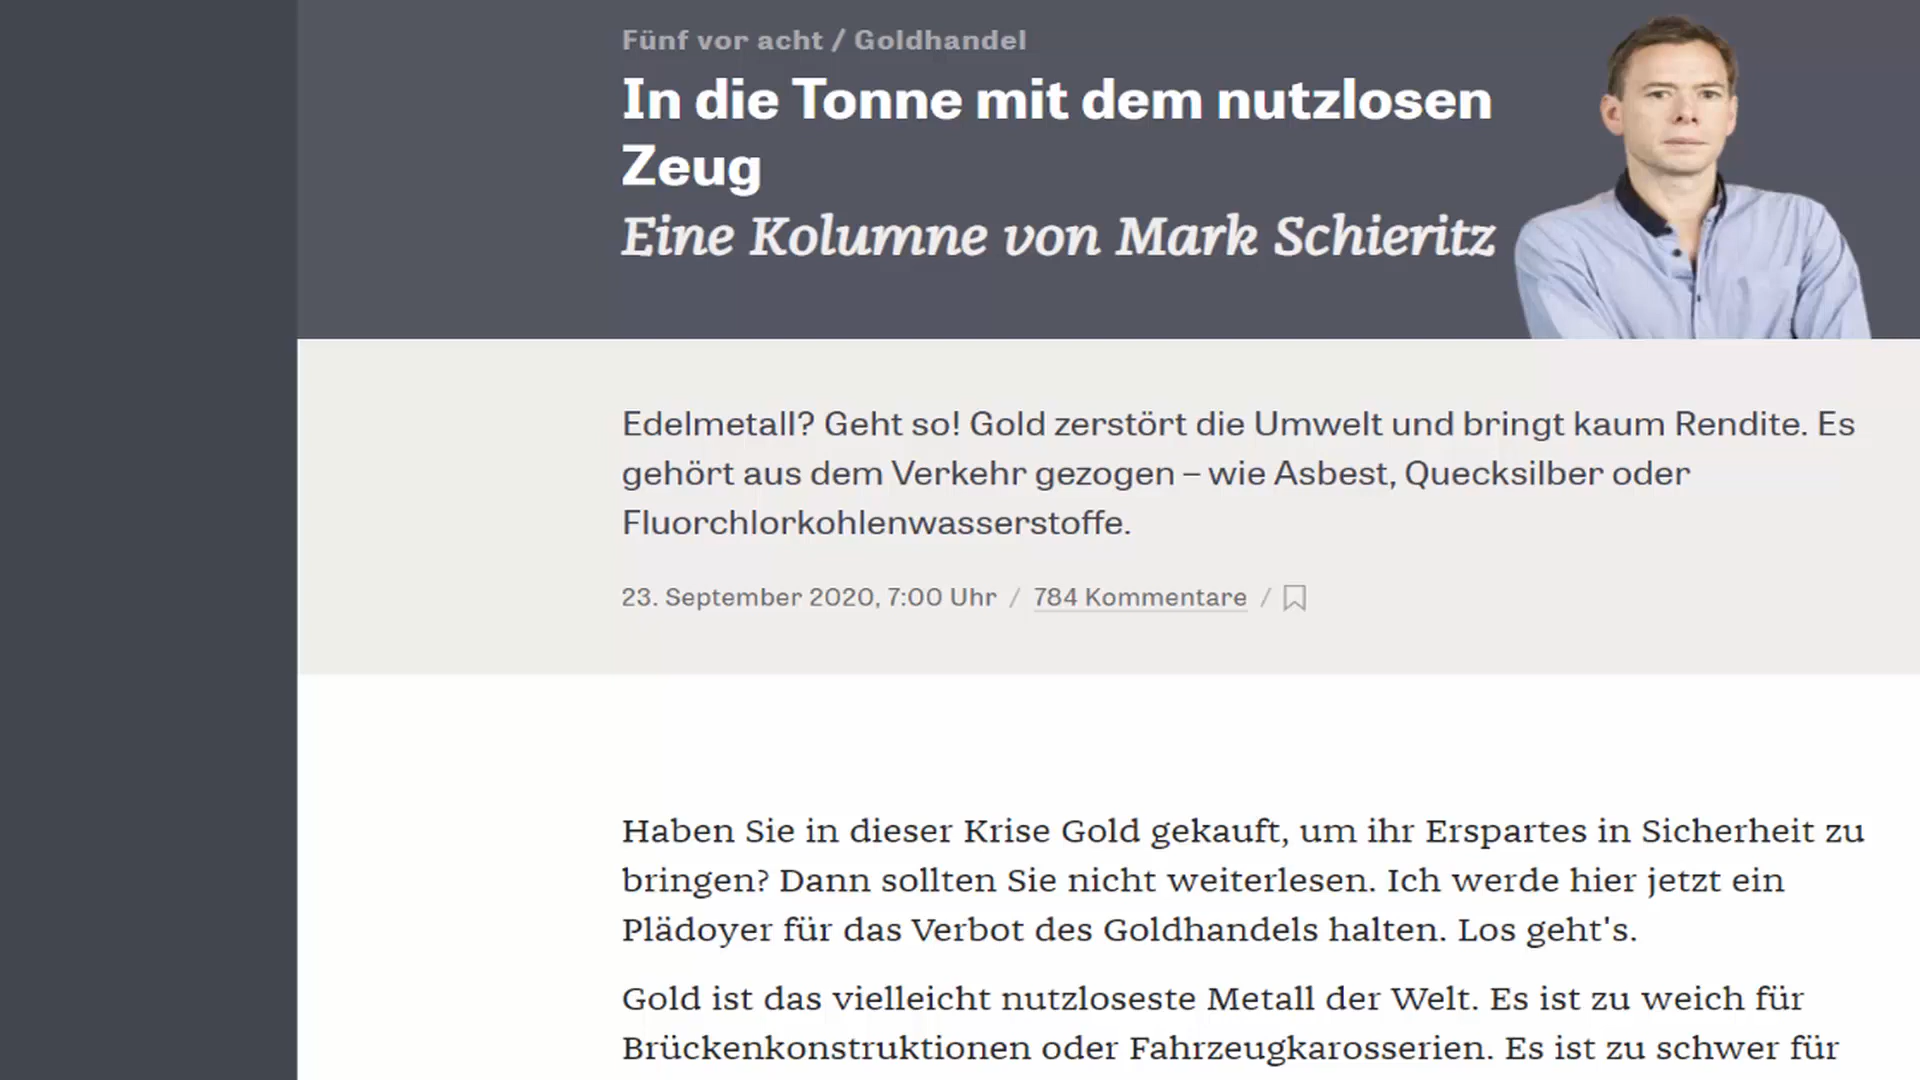 Fünf vor acht / Goldhandel
In die Tonne mit dem nutzlosen
Zeug
Eine Kolumne von Mark Schieritz
Edelmetall? Geht so! Gold zerstört die Umwelt und bringt kaum Rendite. Es
gehört aus dem Verkehr gezogen – wie Asbest, Quecksilber oder
Fluorchlorkohlenwasserstoffe.
23. September 2020, 7:00 Uhr / 784 Kommentare /
Haben Sie in dieser Krise Gold gekauft, um ihr Erspartes in Sicherheit zu
bringen? Dann sollten Sie nicht weiterlesen. Ich werde hier jetzt ein
Plädoyer für das Verbot des Goldhandels halten. Los geht's.
Gold ist das vielleicht nutzloseste Metall der Welt. Es ist zu weich für
Brückenkonstruktionen oder Fahrzeugkarosserien. Es ist zu schwer für